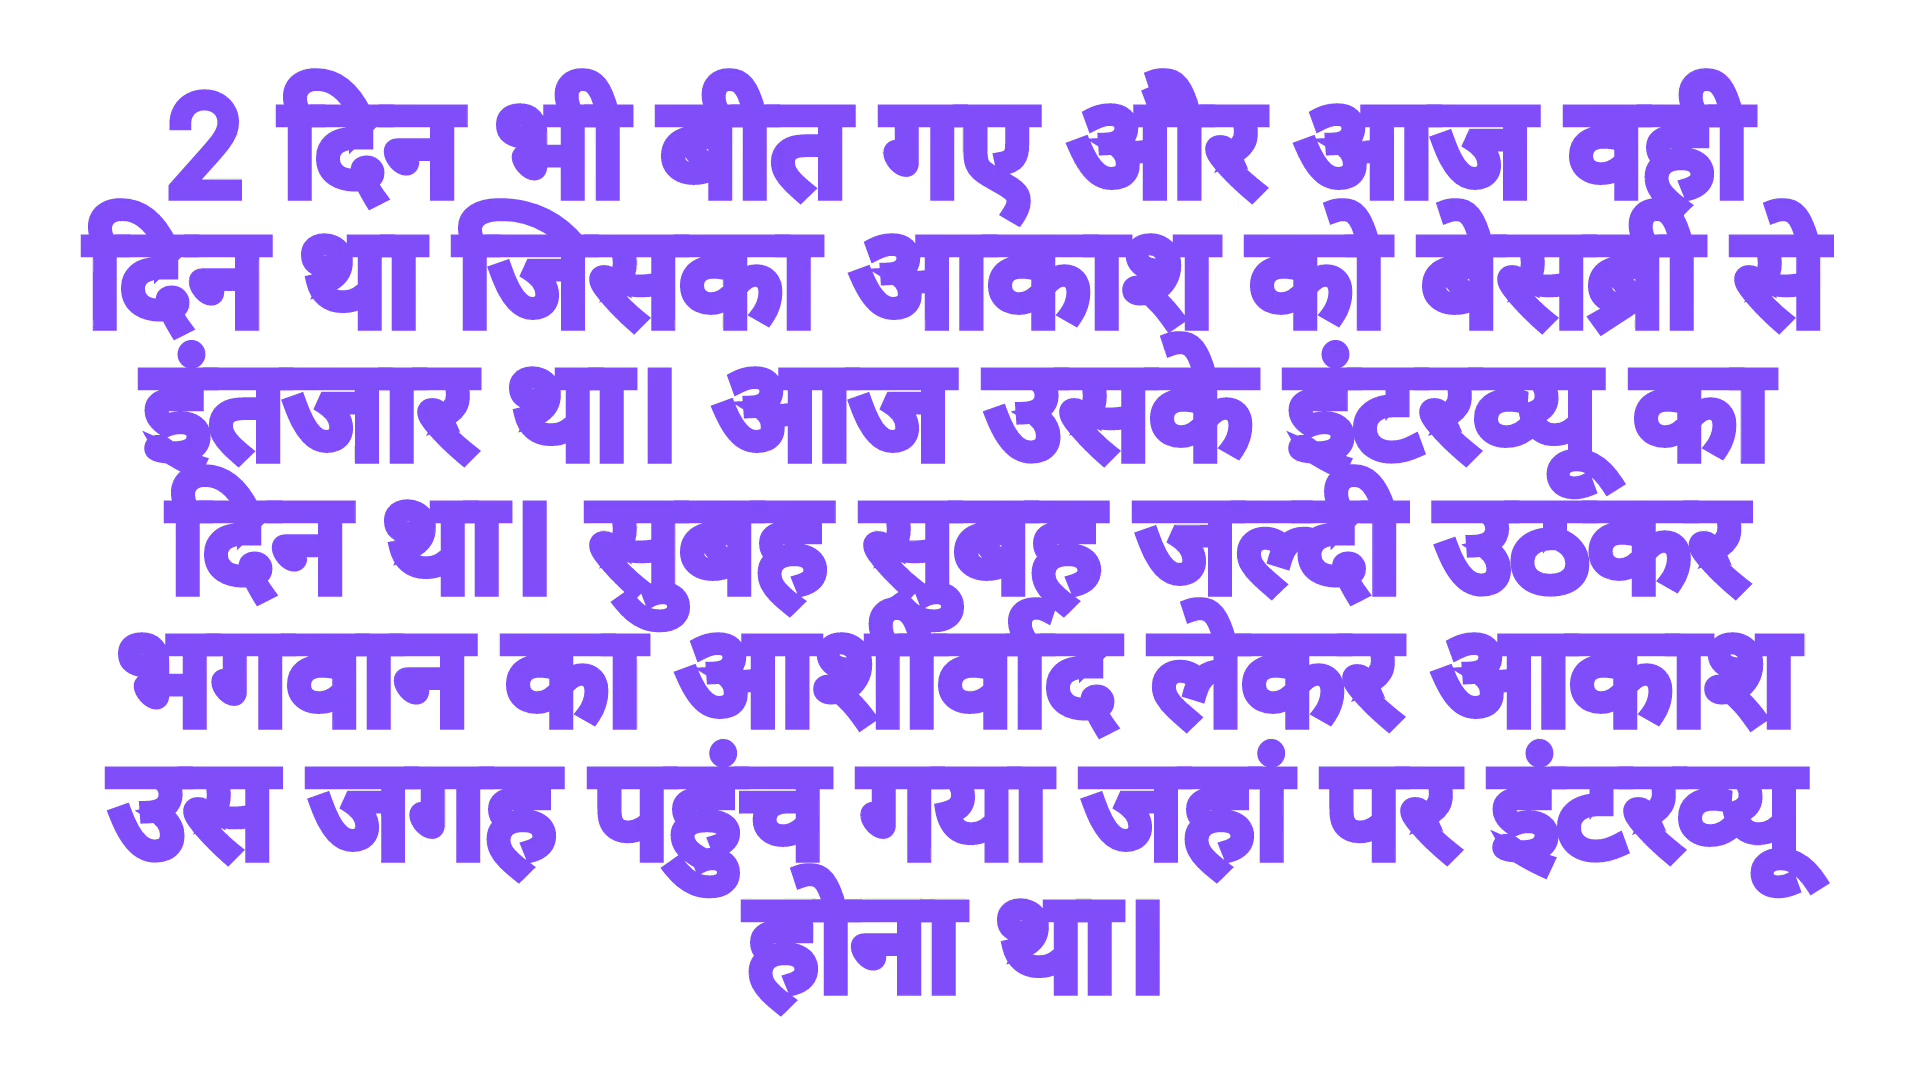 2 दिन भी बीत गए और आज वही
दिन था जिसका आकाश को बेसब्री से
इंतजार था। आज उसके इंटरव्यू का
दिन था। सुबह सुबह जल्दी उठकर
भगवान का आशीर्वाद लेकर आकाश
उस जगह पहुंच गया जहां पर इंटरव्यू
होना था।